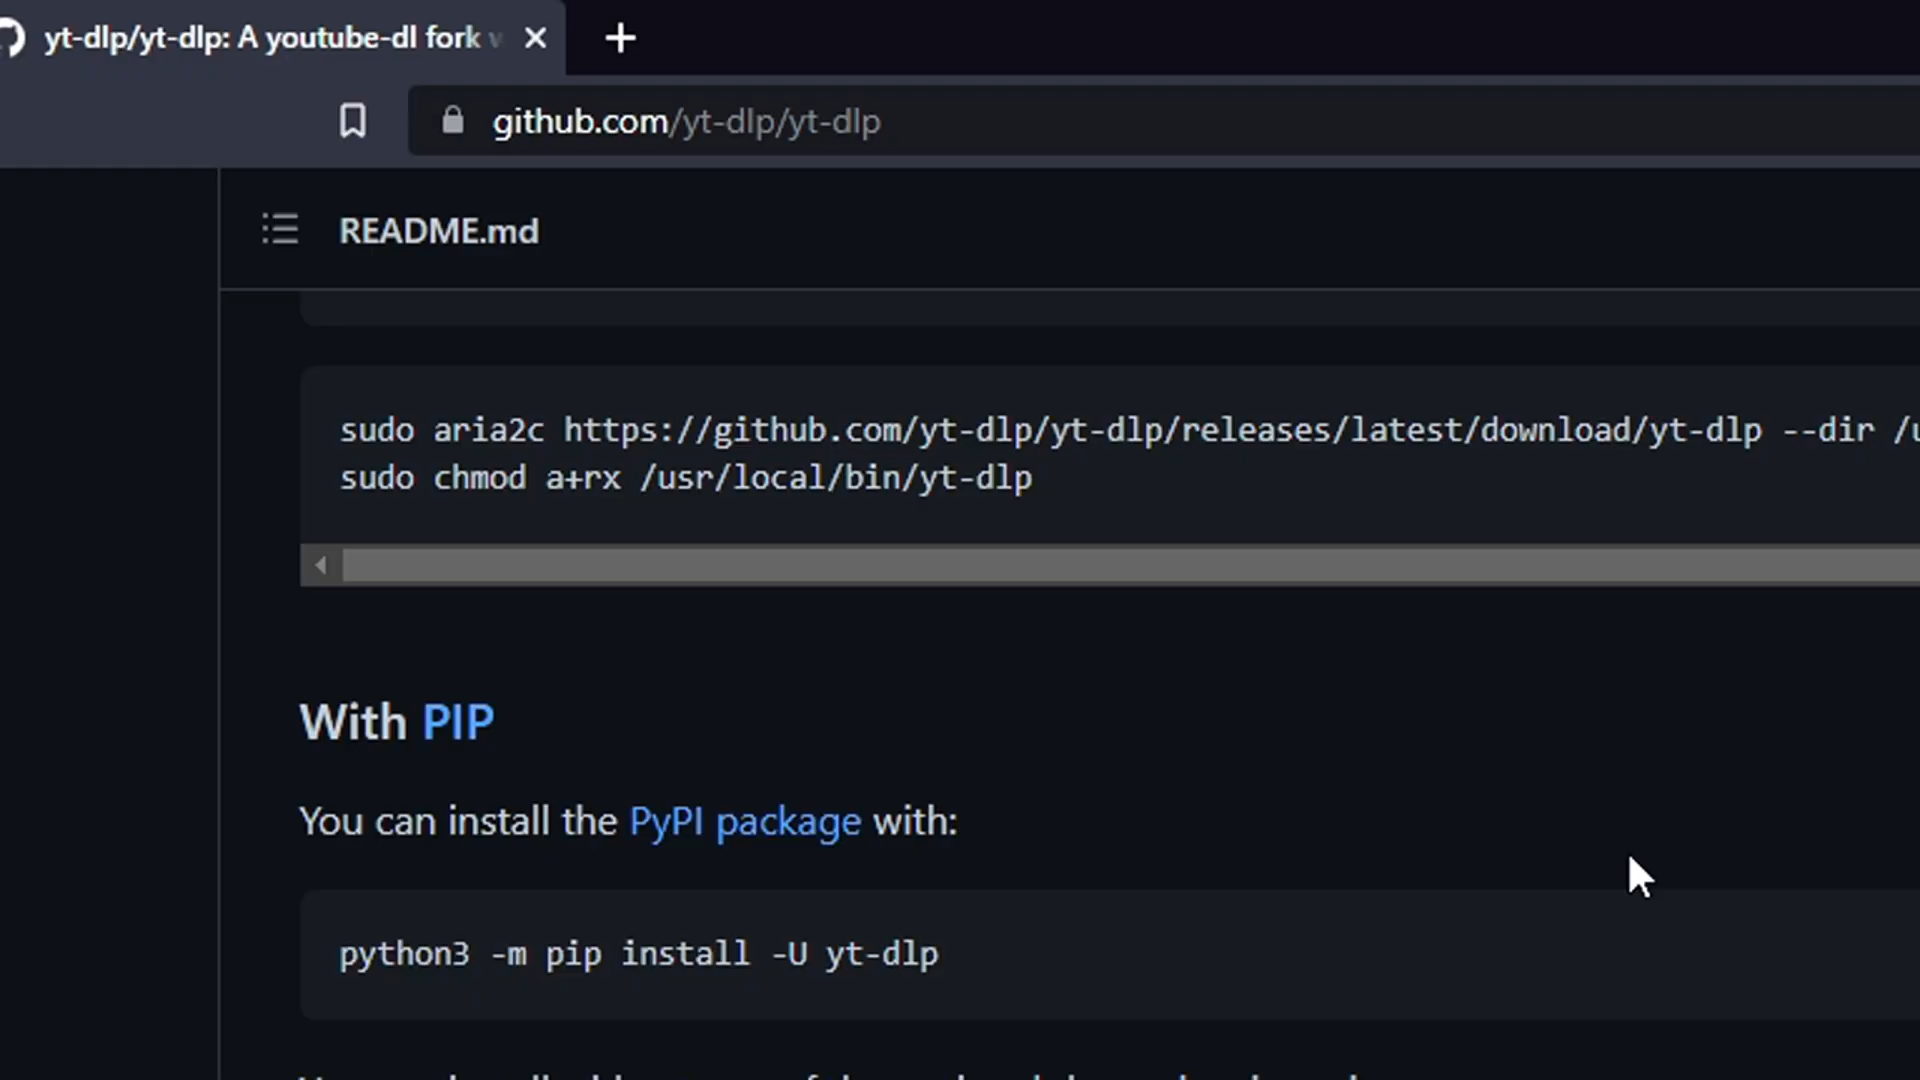 yt-dlp/yt-dlp: A youtube-dl fork
github.com/yt-dlp/yt-dlp
README.md
sudo aria2c https://github.com/yt-dlp/yt-dlp/releases/latest/download/yt-dlp --dir /u
sudo chmod a+rx /usr/local/bin/yt-dlp
With PIP
You can install the PyPI package with:
python3 -m pip install -U yt-dlp